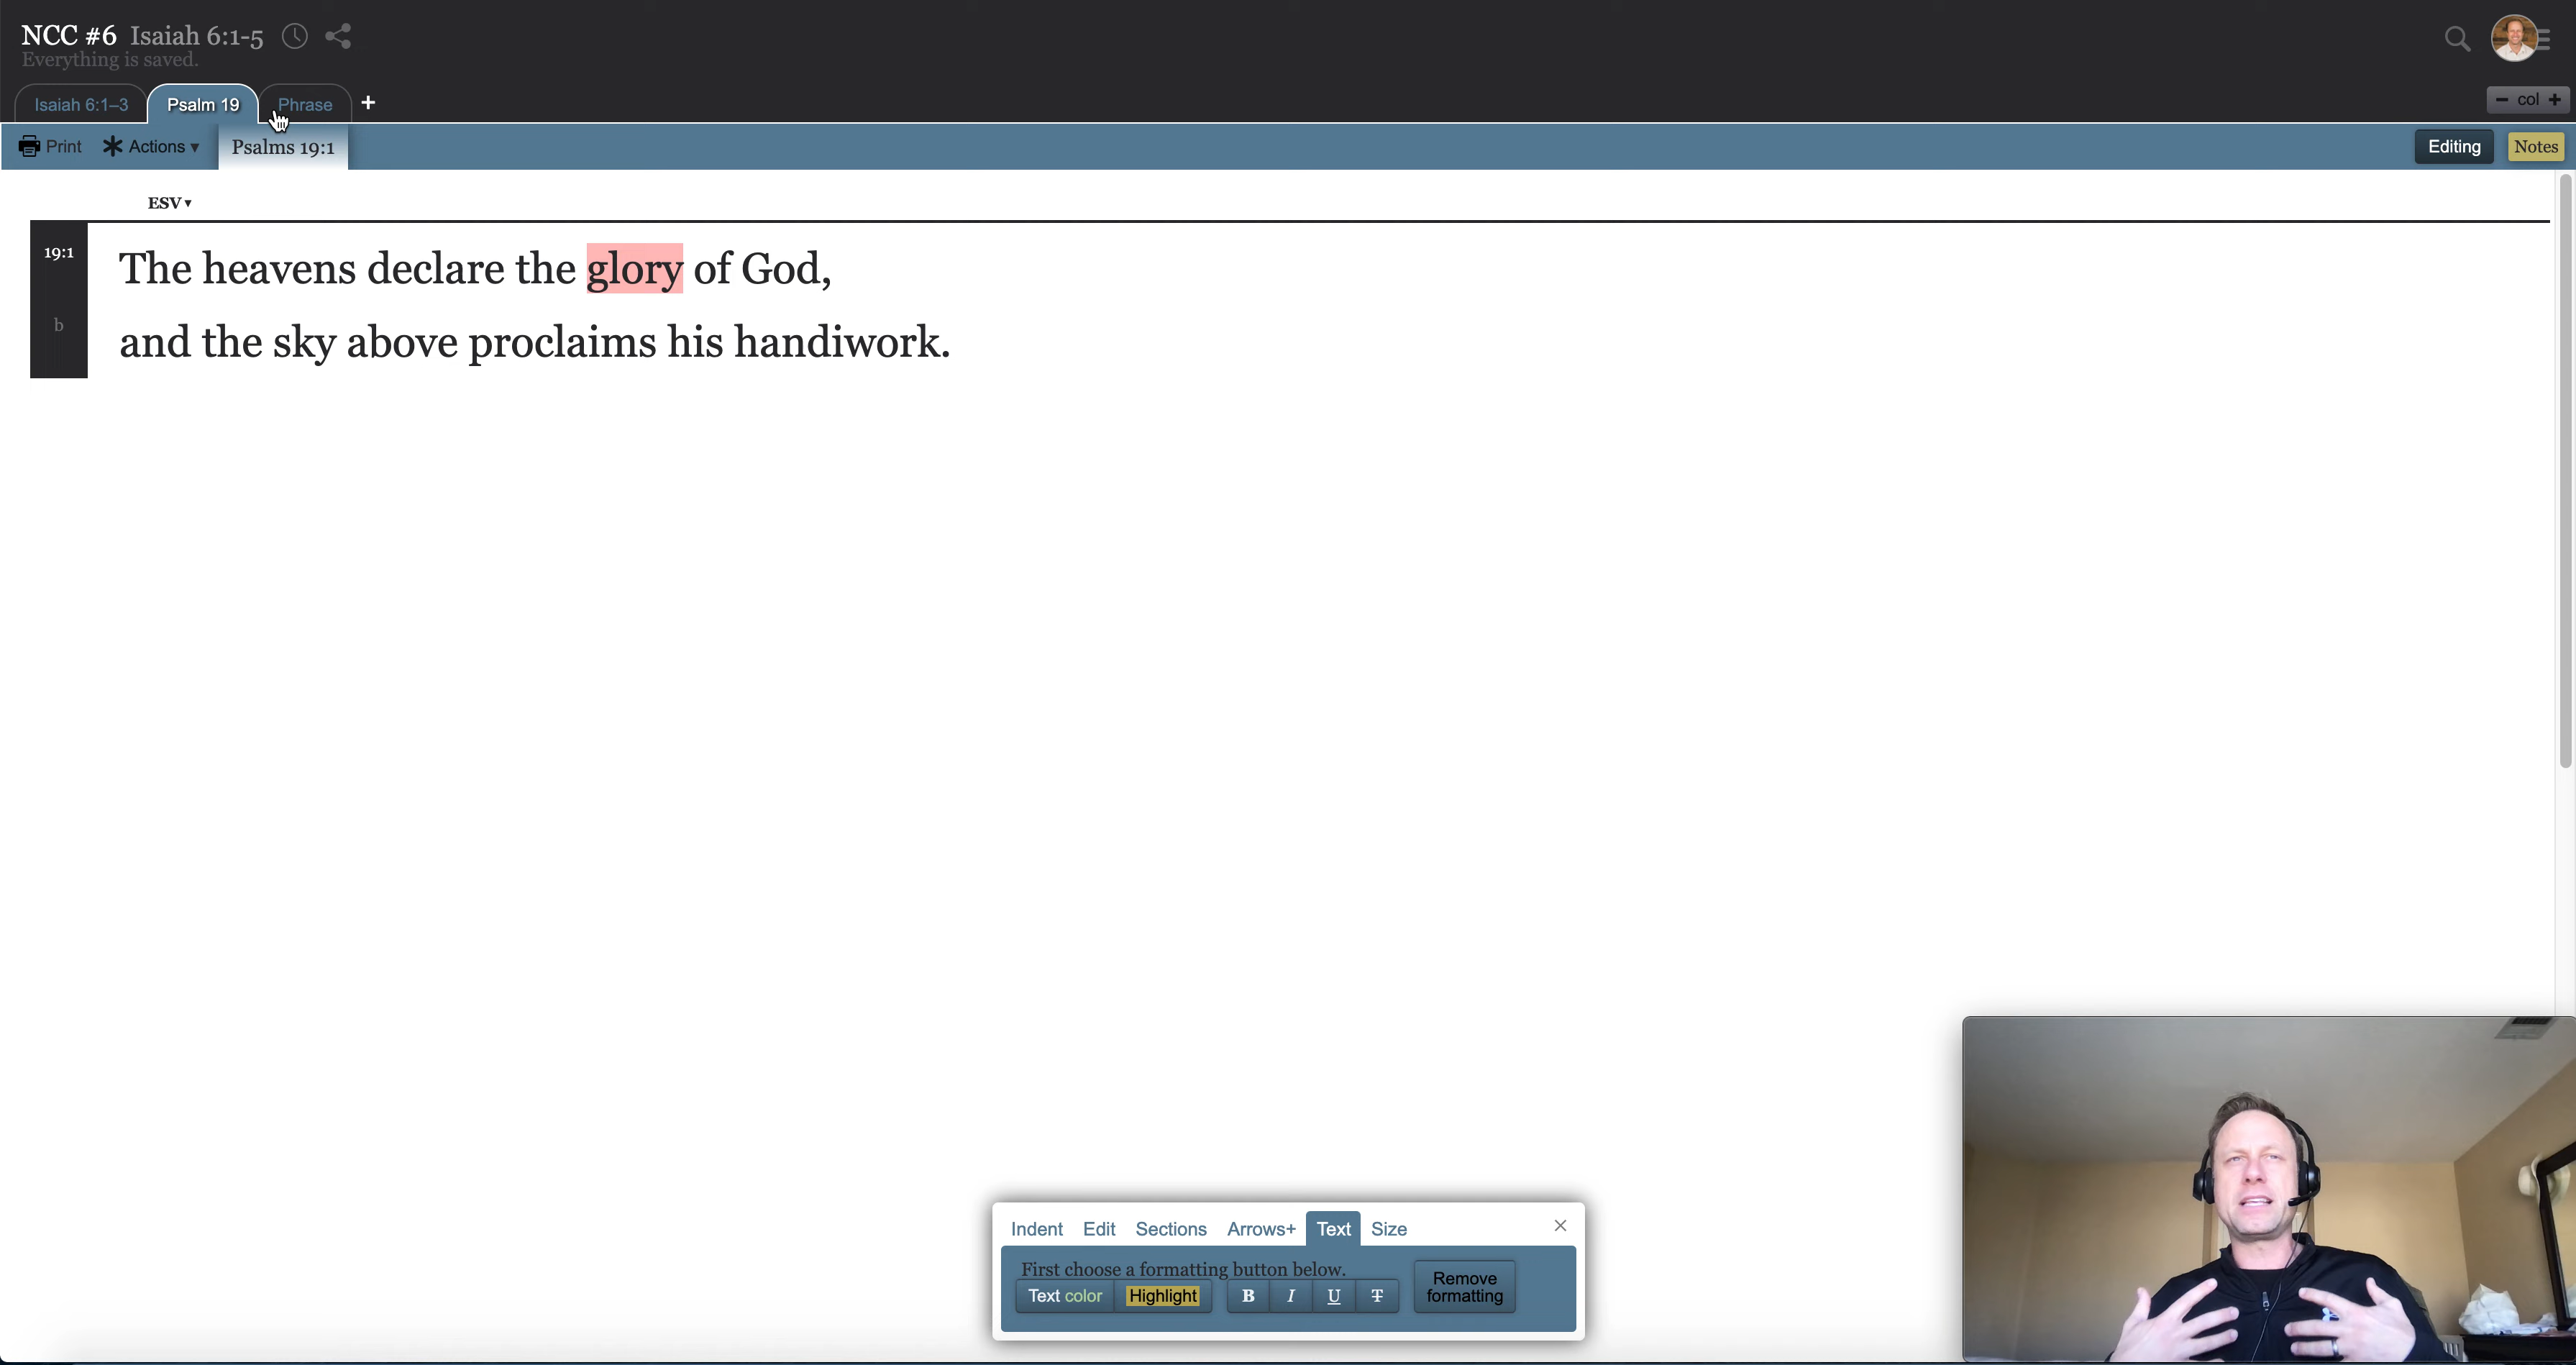 NCC #6 Isaiah 6:1-5
Everything is saved.
Isaiah 6:1–3 Psalm 19 Phrase +
− col +
Print Actions ▾ Psalms 19:1 Editing Notes
ESV ▾
19:1 The heavens declare the glory of God,
b and the sky above proclaims his handiwork.
Indent Edit Sections Arrows+ Text Size ×
First choose a formatting button below.
Text color Highlight B I U T Remove formatting